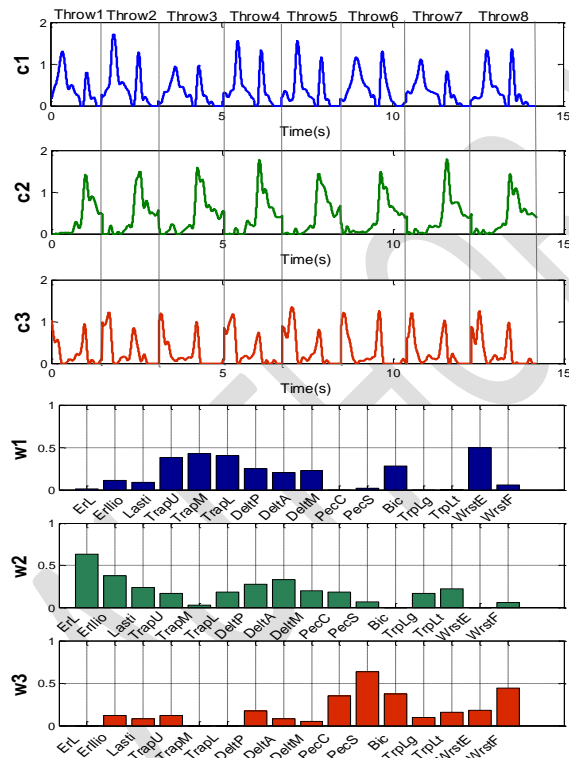 Throw1 Throw2 Throw3 Throw4 Throw5 Throw6 Throw7 Throw8
c1
2
1
0
0 5 10 15
Time(s)
c2
2
1
0
0 5 10 15
Time(s)
c3
2
1
0
0 5 10 15
Time(s)
w1
1
0.5
0
ErL ErIlio Lasti TrapU TrapM TrapL DeltP DeltA DeltM PecC PecS Bic TrpLg TrpLt WrstE WrstF
w2
1
0.5
0
ErL ErIlio Lasti TrapU TrapM TrapL DeltP DeltA DeltM PecC PecS Bic TrpLg TrpLt WrstE WrstF
w3
1
0.5
0
ErL ErIlio Lasti TrapU TrapM TrapL DeltP DeltA DeltM PecC PecS Bic TrpLg TrpLt WrstE WrstF